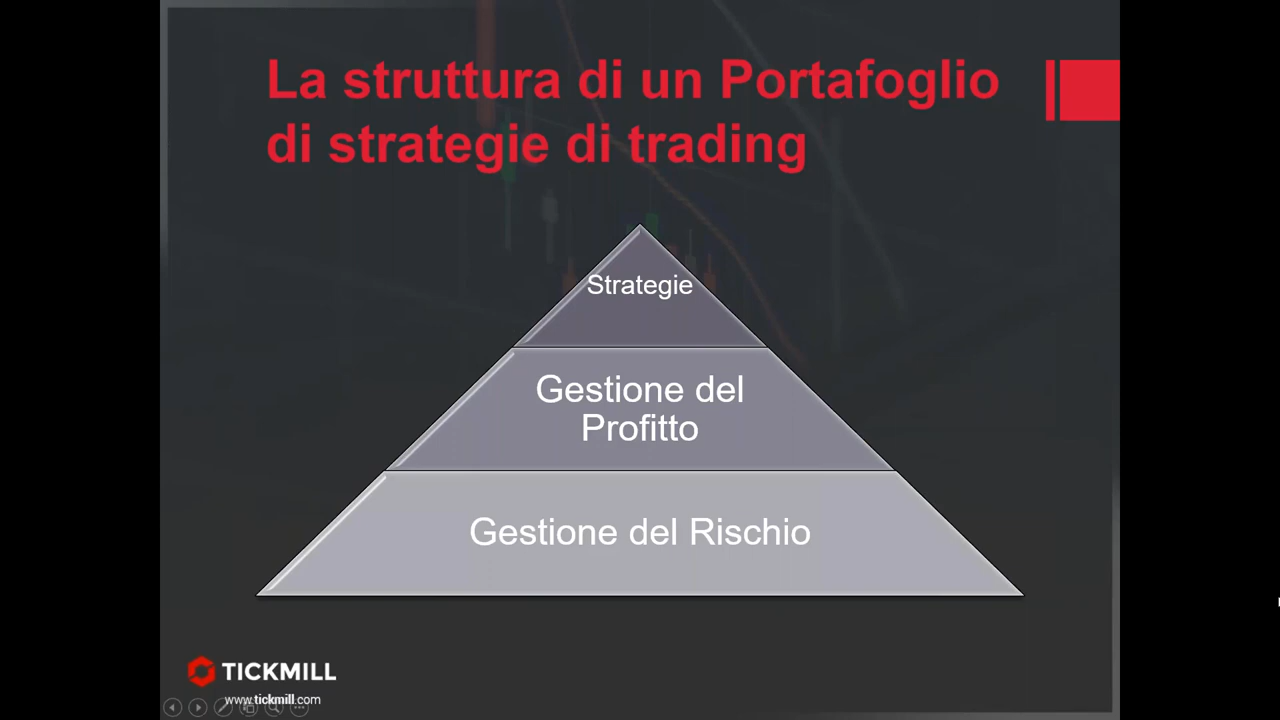 La struttura di un Portafoglio
di strategie di trading
Strategie
Gestione del
Profitto
Gestione del Rischio
TICKMILL
www.tickmill.com